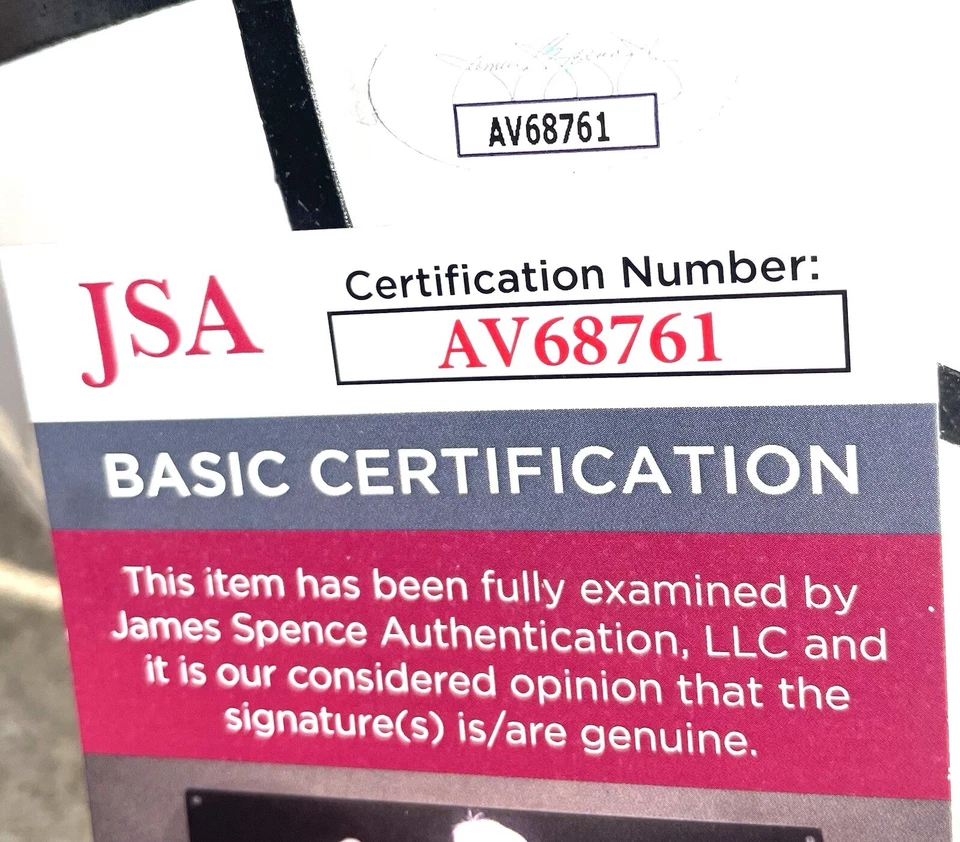 AV68761
JSA
Certification Number:
AV68761
BASIC CERTIFICATION
This item has been fully examined by
James Spence Authentication, LLC and
it is our considered opinion that the
signature(s) is/are genuine.